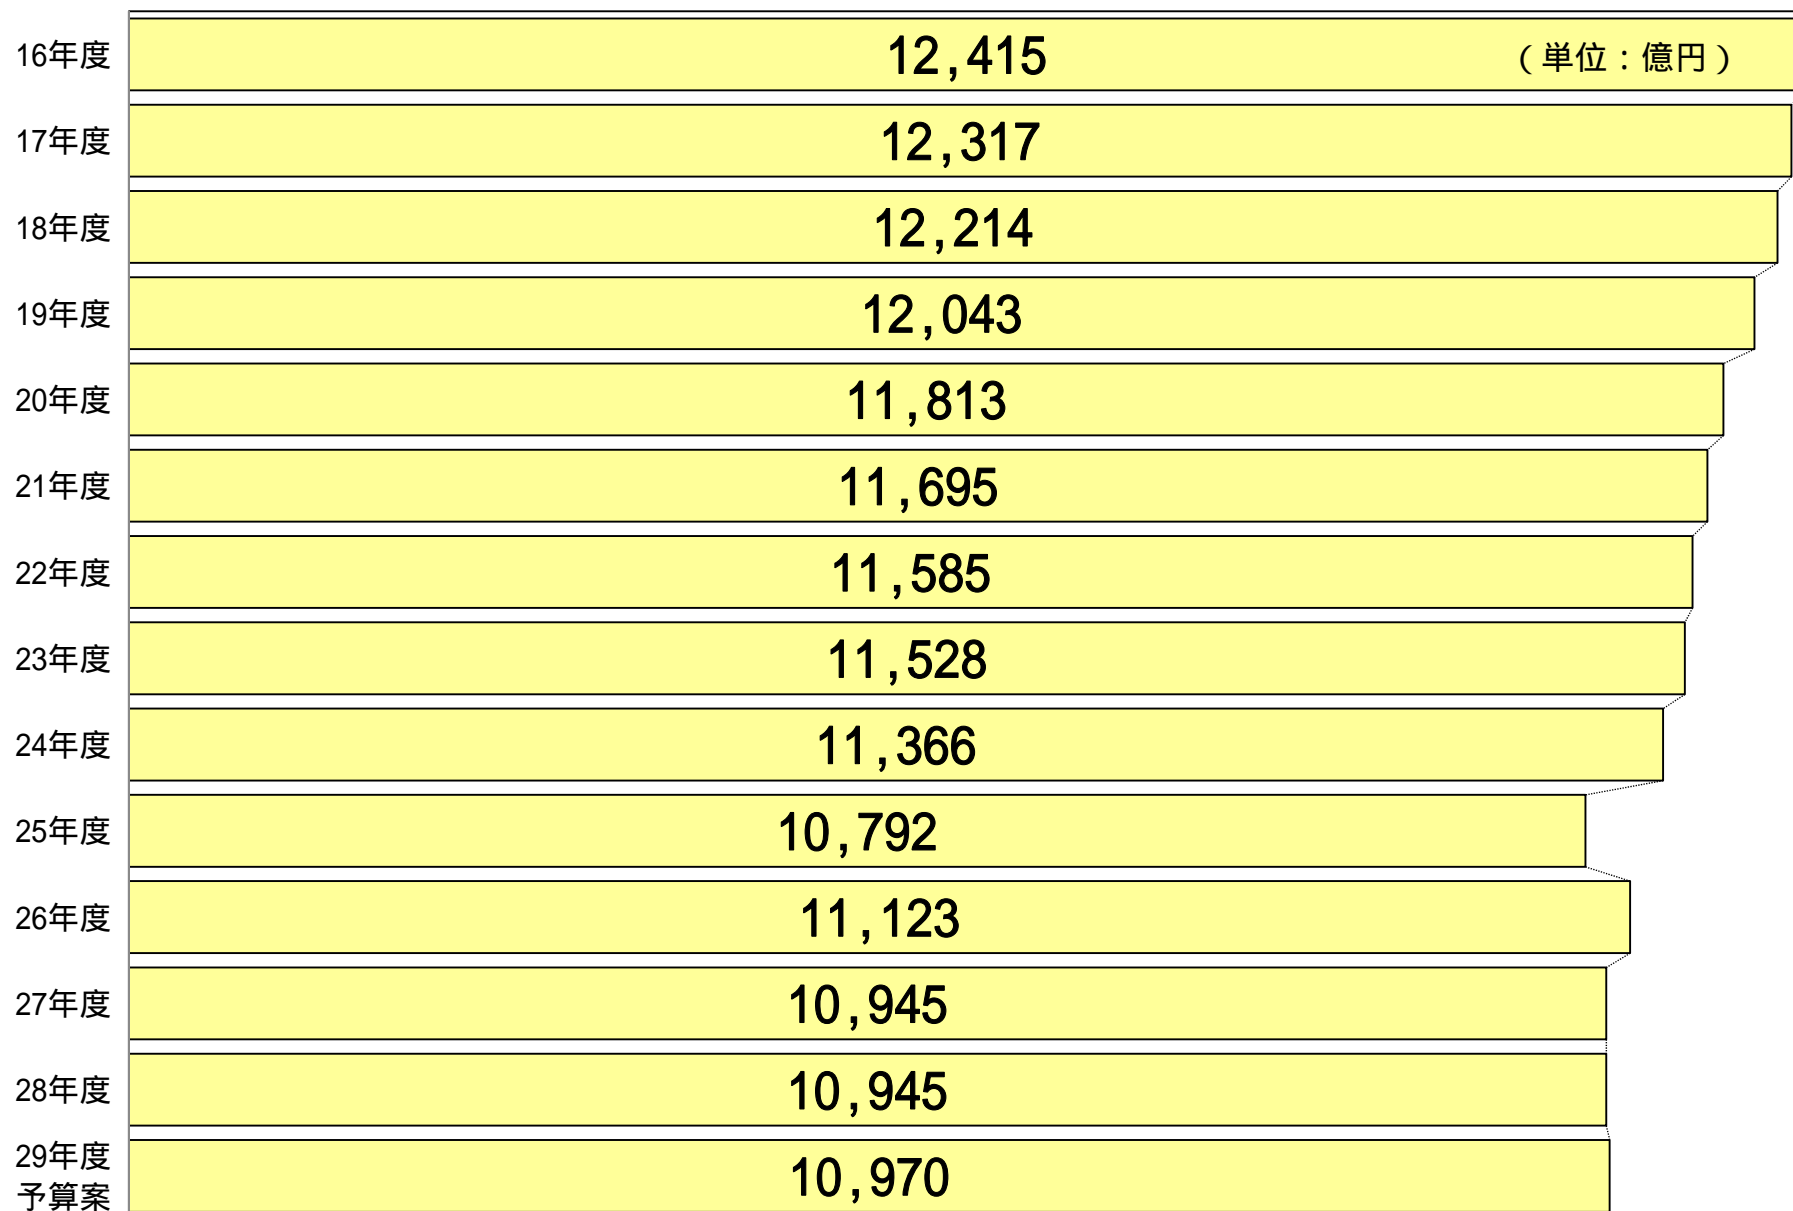 16年度 12,415 （単位：億円）
17年度 12,317
18年度 12,214
19年度 12,043
20年度 11,813
21年度 11,695
22年度 11,585
23年度 11,528
24年度 11,366
25年度 10,792
26年度 11,123
27年度 10,945
28年度 10,945
29年度
予算案 10,970